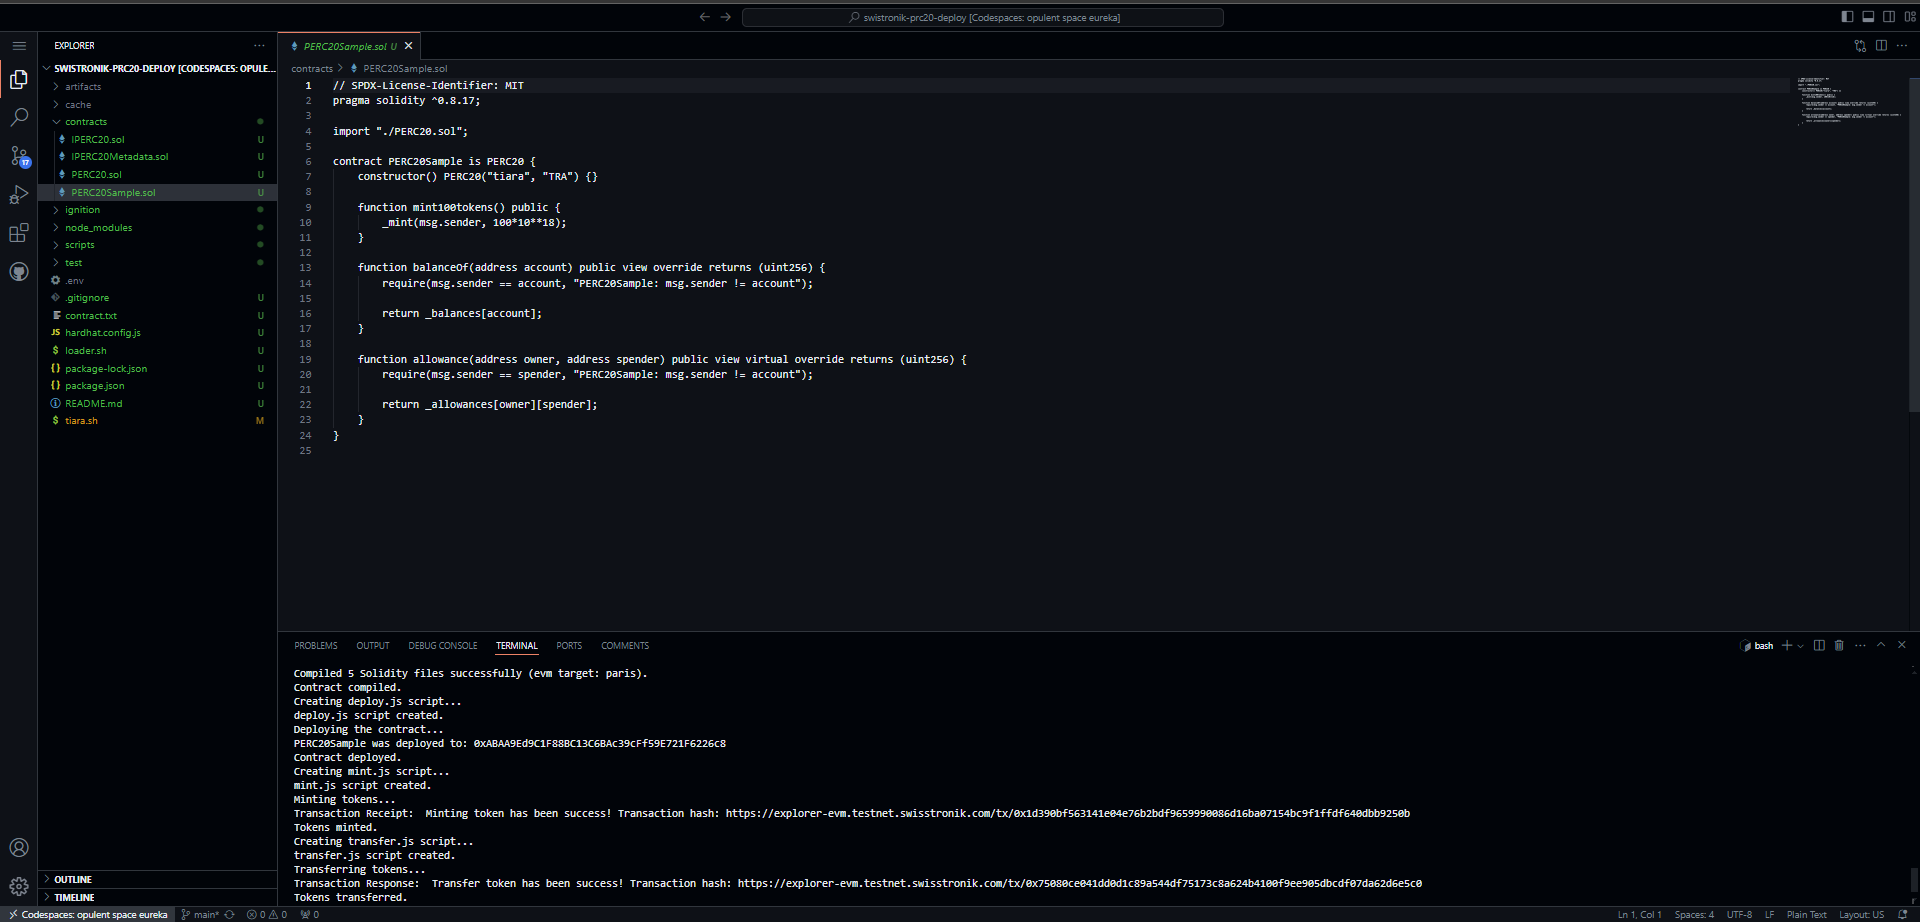 swistronik-prc20-deploy [Codespaces: opulent space eureka]
EXPLORER
SWISTRONIK-PRC20-DEPLOY [CODESPACES: OPULE...
artifacts
cache
contracts
IPERC20.sol U
IPERC20Metadata.sol U
PERC20.sol U
PERC20Sample.sol U
ignition
node_modules
scripts
test
.env
.gitignore U
contract.txt U
JS hardhat.config.js U
$ loader.sh U
{} package-lock.json U
{} package.json U
README.md U
$ tiara.sh M
OUTLINE
TIMELINE
17
PERC20Sample.sol U
contracts > PERC20Sample.sol
1 // SPDX-License-Identifier: MIT
2 pragma solidity ^0.8.17;
3
4 import "./PERC20.sol";
5
6 contract PERC20Sample is PERC20 {
7 constructor() PERC20("tiara", "TRA") {}
8
9 function mint100tokens() public {
10 _mint(msg.sender, 100*10**18);
11 }
12
13 function balanceOf(address account) public view override returns (uint256) {
14 require(msg.sender == account, "PERC20Sample: msg.sender != account");
15
16 return _balances[account];
17 }
18
19 function allowance(address owner, address spender) public view virtual override returns (uint256) {
20 require(msg.sender == spender, "PERC20Sample: msg.sender != account");
21
22 return _allowances[owner][spender];
23 }
24 }
25
PROBLEMS OUTPUT DEBUG CONSOLE TERMINAL PORTS COMMENTS
bash
Compiled 5 Solidity files successfully (evm target: paris).
Contract compiled.
Creating deploy.js script...
deploy.js script created.
Deploying the contract...
PERC20Sample was deployed to: 0xABAA9Ed9C1F88BC13C6BAc39cFf59E721F6226c8
Contract deployed.
Creating mint.js script...
mint.js script created.
Minting tokens...
Transaction Receipt:  Minting token has been success! Transaction hash: https://explorer-evm.testnet.swisstronik.com/tx/0x1d390bf563141e04e76b2bdf9659990086d16ba07154bc9f1ffdf640dbb9250b
Tokens minted.
Creating transfer.js script...
transfer.js script created.
Transferring tokens...
Transaction Response:  Transfer token has been success! Transaction hash: https://explorer-evm.testnet.swisstronik.com/tx/0x75080ce041dd0d1c89a544df75173c8a624b4100f9ee905dbcdf07da62d6e5c0
Tokens transferred.
Codespaces: opulent space eureka main* 0 0 0
Ln 1, Col 1 Spaces: 4 UTF-8 LF Plain Text Layout: US